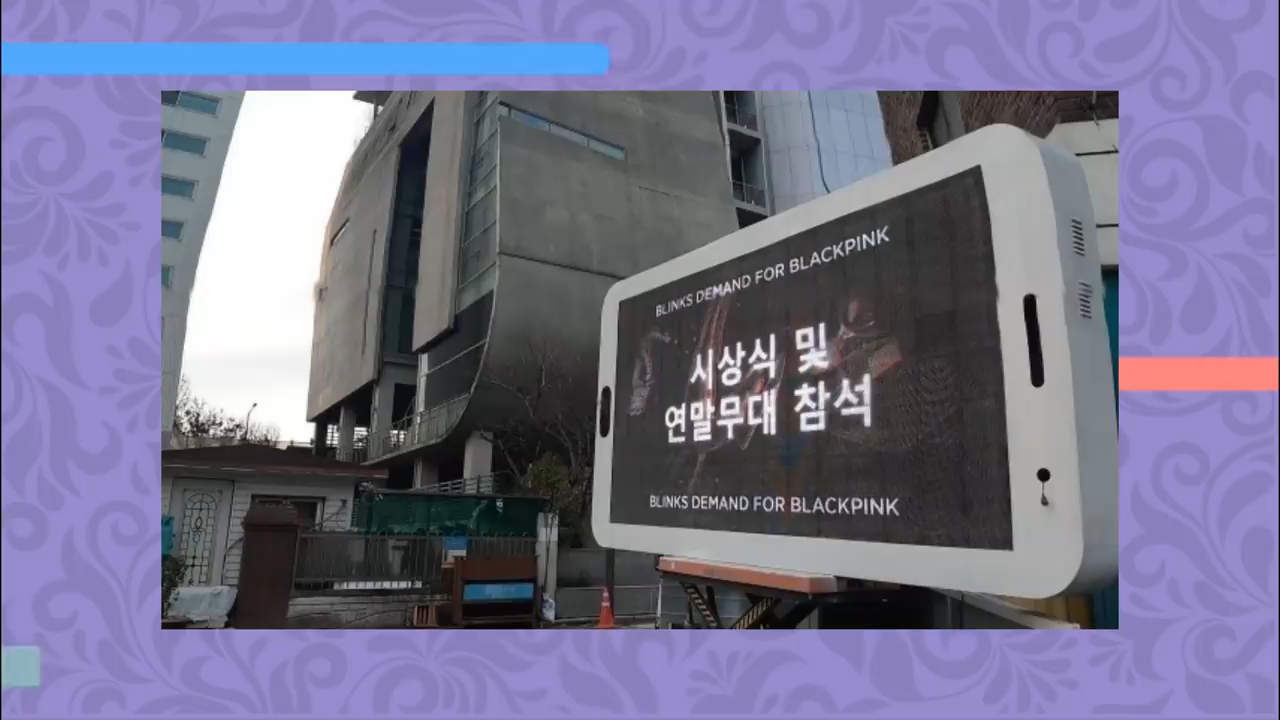 BLINKS DEMAND FOR BLACKPINK
시상식 및
연말무대 참석
BLINKS DEMAND FOR BLACKPINK